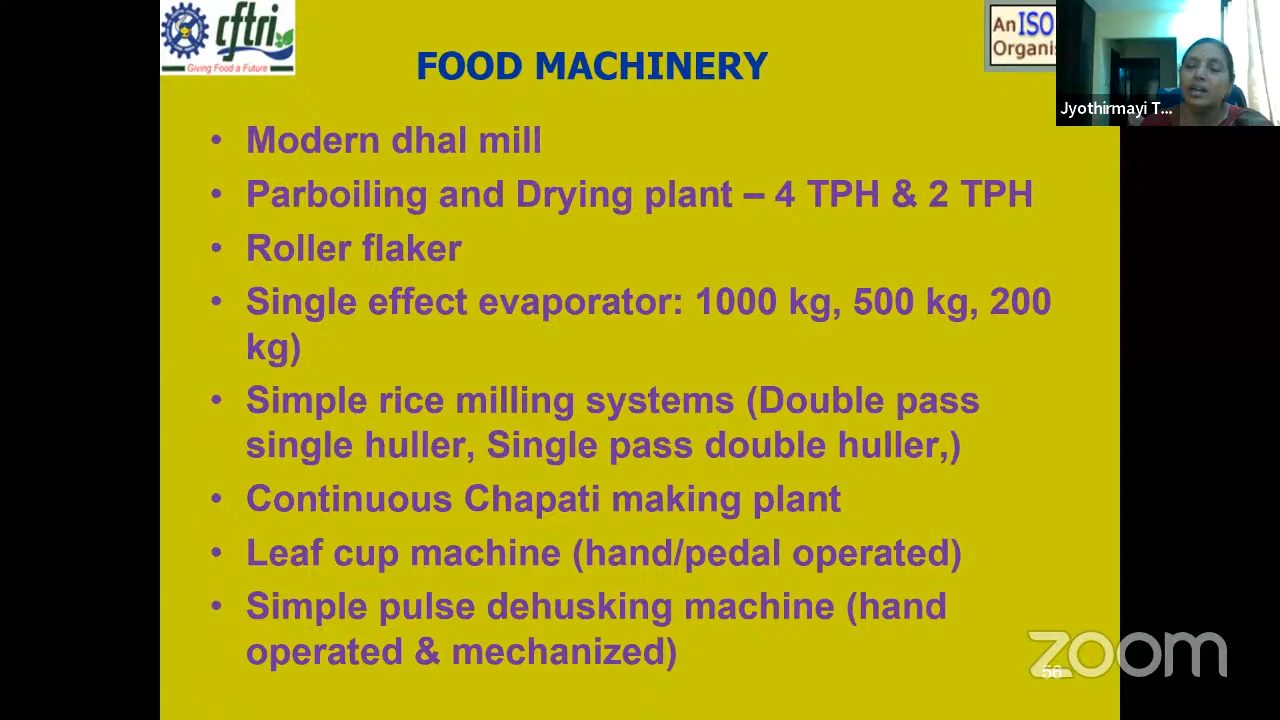 cftri
Giving Food a Future
An ISO
Organis
FOOD MACHINERY
Jyothirmayi T...
• Modern dhal mill
• Parboiling and Drying plant – 4 TPH & 2 TPH
• Roller flaker
• Single effect evaporator: 1000 kg, 500 kg, 200
kg)
• Simple rice milling systems (Double pass
single huller, Single pass double huller,)
• Continuous Chapati making plant
• Leaf cup machine (hand/pedal operated)
• Simple pulse dehusking machine (hand
operated & mechanized)
zoom
56